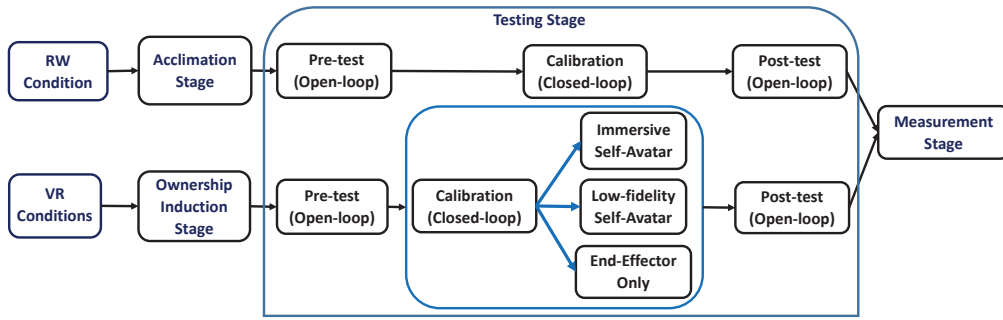 Testing Stage
RW
Condition
Acclimation
Stage
Pre-test
(Open-loop)
Calibration
(Closed-loop)
Post-test
(Open-loop)
Measurement
Stage
VR
Conditions
Ownership
Induction
Stage
Pre-test
(Open-loop)
Calibration
(Closed-loop)
Immersive
Self-Avatar
Low-fidelity
Self-Avatar
End-Effector
Only
Post-test
(Open-loop)